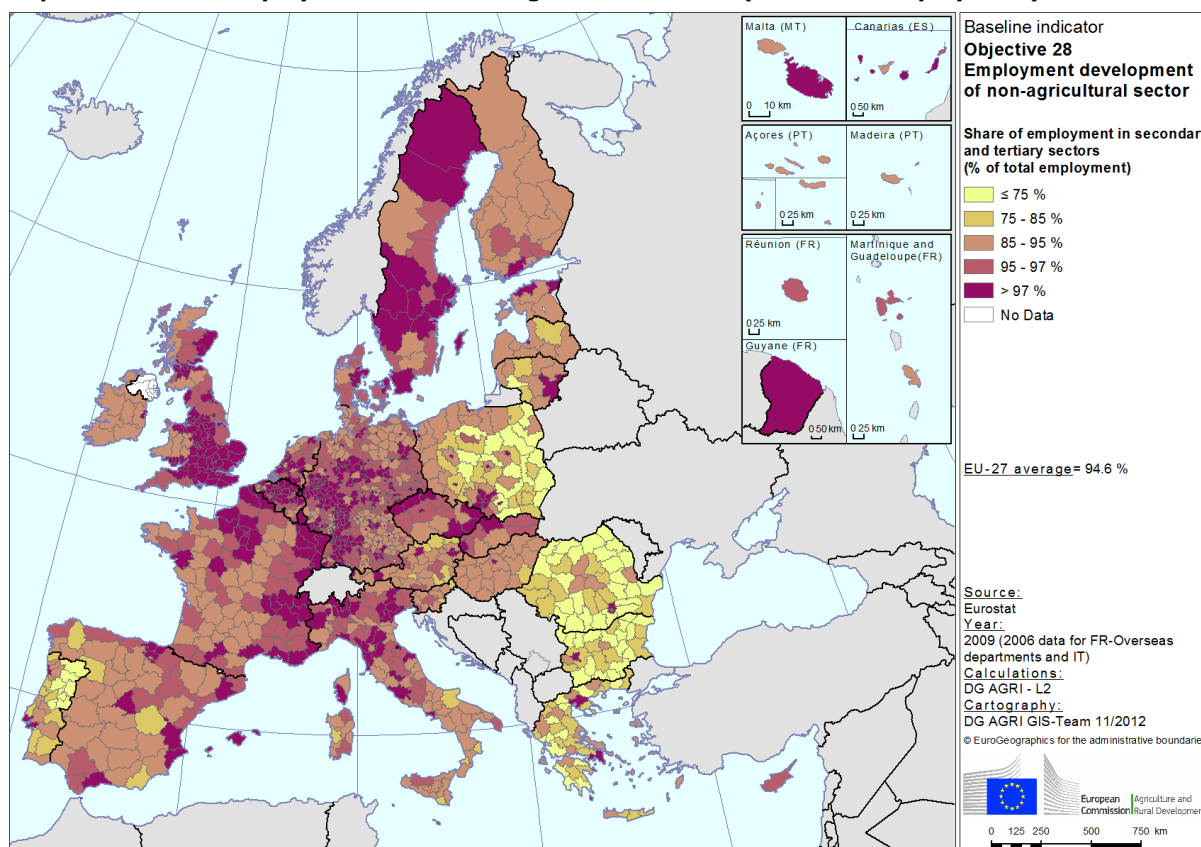 Malta (MT)
0 10 km
Canarias (ES)
0 50 km
Açores (PT)
0 25 km
Madeira (PT)
0 25 km
Réunion (FR)
0 25 km
Martinique and
Guadeloupe(FR)
0 25 km
Guyane (FR)
0 50 km
Baseline indicator
Objective 28
Employment development
of non-agricultural sector
Share of employment in secondar
and tertiary sectors
(% of total employment)
≤ 75 %
75 - 85 %
85 - 95 %
95 - 97 %
> 97 %
No Data
EU-27 average= 94.6 %
Source:
Eurostat
Year:
2009 (2006 data for FR-Overseas
departments and IT)
Calculations:
DG AGRI - L2
Cartography:
DG AGRI GIS-Team 11/2012
© EuroGeographics for the administrative boundarie
European
Commission
Agriculture and
Rural Developmen
0 125 250 500 750 km